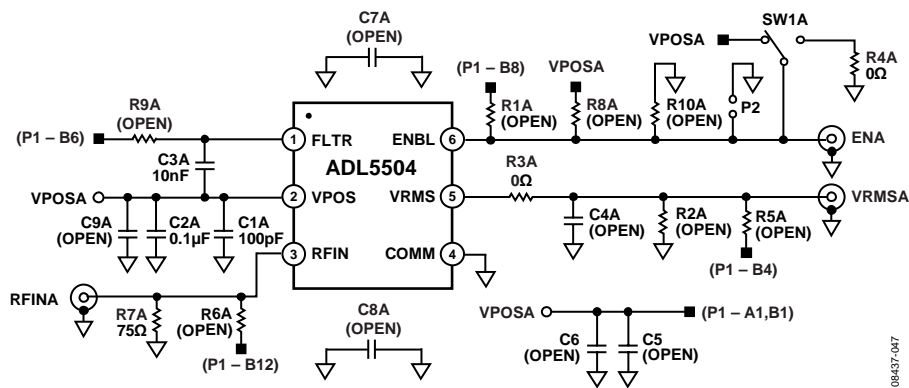 C7A
(OPEN)
VPOSA
SW1A
R4A
0Ω
(P1 – B8)
VPOSA
R9A
(OPEN)
R1A
(OPEN)
R8A
(OPEN)
R10A
(OPEN)
P2
(P1 – B6)
1
FLTR
ENBL
6
ENA
C3A
10nF
ADL5504
R3A
0Ω
VPOSA
2
VPOS
VRMS
5
VRMSA
C9A
(OPEN)
C2A
0.1µF
C1A
100pF
C4A
(OPEN)
R2A
(OPEN)
R5A
(OPEN)
3
RFIN
COMM
4
(P1 – B4)
RFINA
R7A
75Ω
R6A
(OPEN)
(P1 – B12)
C8A
(OPEN)
VPOSA
(P1 – A1,B1)
C6
(OPEN)
C5
(OPEN)
08437-047